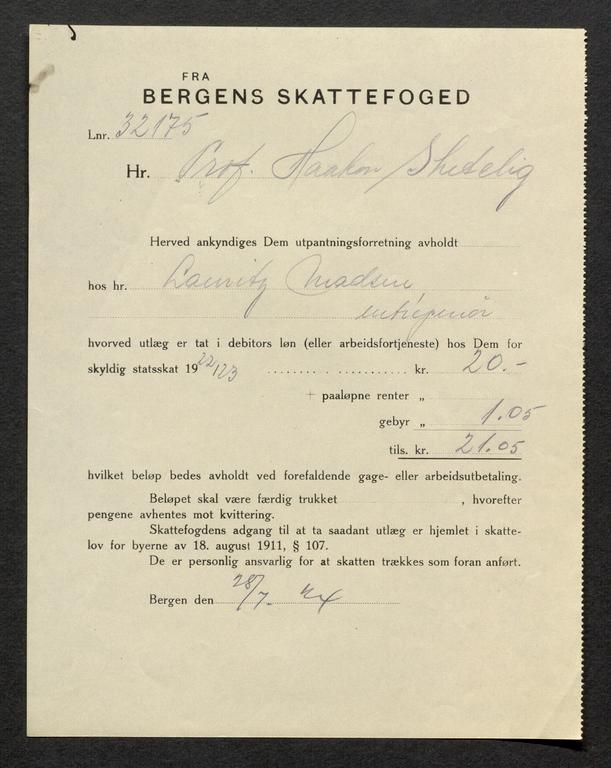 FRA
BERGENS SKATTEFOGED
Lnr. 32175
Hr. Prof. Haakon Shetelig
Herved ankyndiges Dem utpantningsforretning avholdt
hos hr. Lauritz Madsen,
entrepenör
hvorved utlæg er tat i debitors løn (eller arbeidsfortjeneste) hos Dem for
skyldig statsskat 1922/23 ........ . ........... kr. 20.-
+ paaløpne renter „
gebyr „ 1.05
tils. kr. 21.05
hvilket beløp bedes avholdt ved forefaldende gage- eller arbeidsutbetaling.
Beløpet skal være færdig trukket , hvorefter
pengene avhentes mot kvittering.
Skattefogdens adgang til at ta saadant utlæg er hjemlet i skatte-
lov for byerne av 18. august 1911, § 107.
De er personlig ansvarlig for at skatten trækkes som foran anført.
Bergen den 28/7. 24